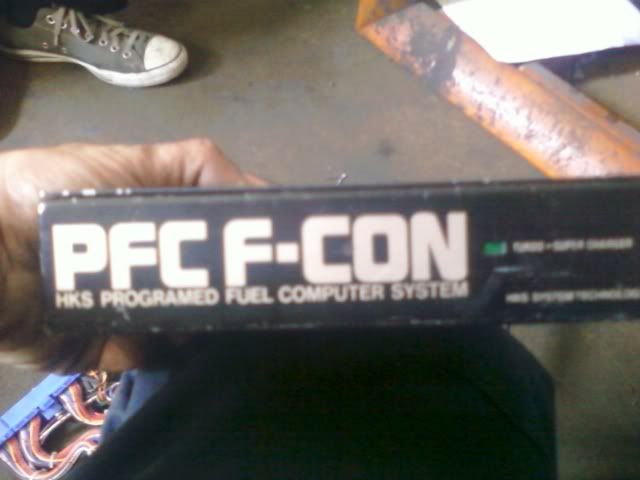 PFC F-CON
HKS PROGRAMED FUEL COMPUTER SYSTEM
TURBO • SUPER CHARGER
HKS SYSTEM TECHNOLOGY